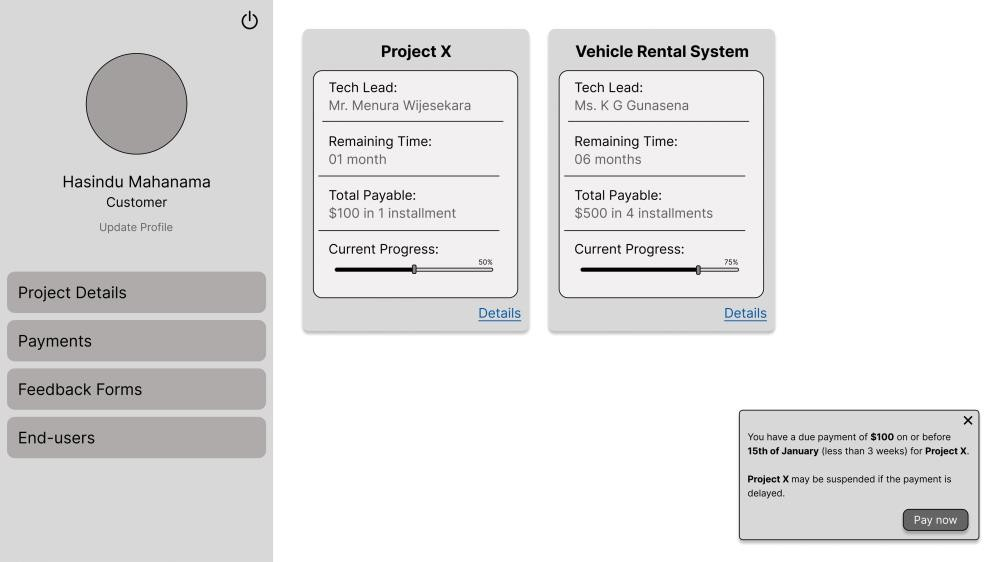 Hasindu Mahanama
Customer
Update Profile
Project Details
Payments
Feedback Forms
End-users
Project X
Tech Lead:
Mr. Menura Wijesekara
Remaining Time:
01 month
Total Payable:
$100 in 1 installment
Current Progress:
50%
Details
Vehicle Rental System
Tech Lead:
Ms. K G Gunasena
Remaining Time:
06 months
Total Payable:
$500 in 4 installments
Current Progress:
75%
Details
You have a due payment of $100 on or before
15th of January (less than 3 weeks) for Project X.
Project X may be suspended if the payment is
delayed.
Pay now